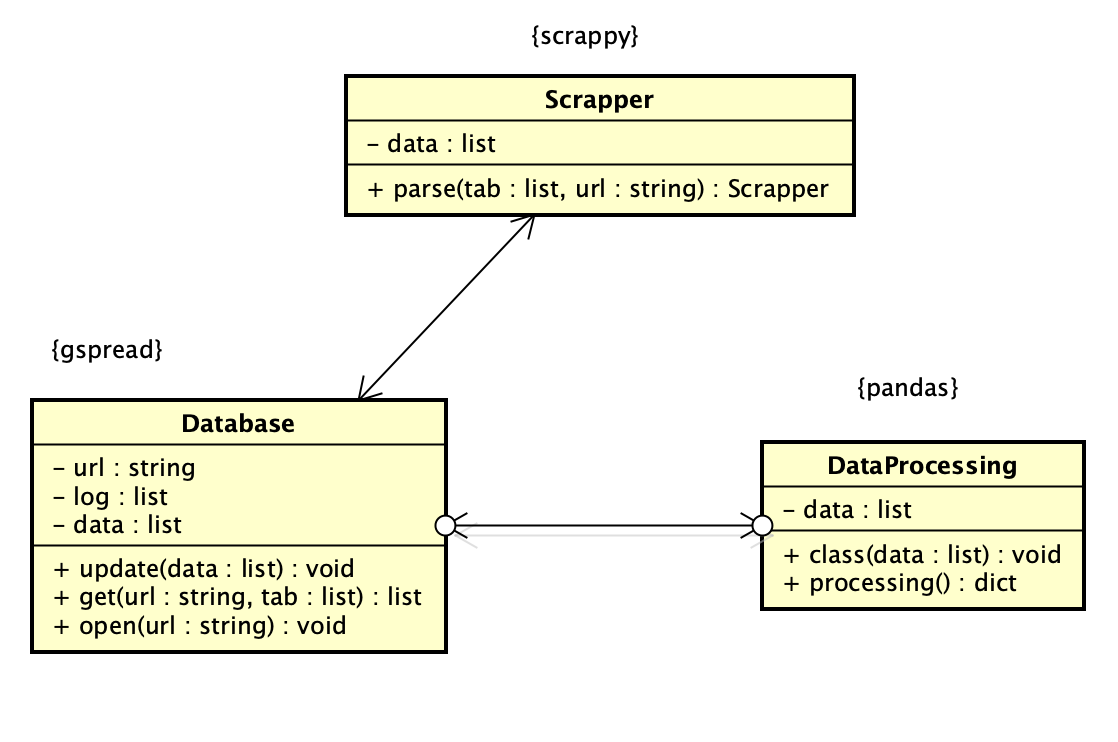 {scrappy}
Scrapper
– data : list
+ parse(tab : list, url : string) : Scrapper
{gspread}
Database
– url : string
– log : list
– data : list
+ update(data : list) : void
+ get(url : string, tab : list) : list
+ open(url : string) : void
{pandas}
DataProcessing
– data : list
+ class(data : list) : void
+ processing() : dict